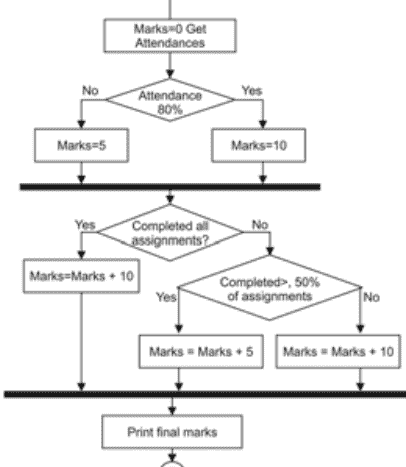 Marks=0 Get
Attendances
No
Attendance
80%
Yes
Marks=5
Marks=10
Yes
Completed all
assignments?
No
Marks=Marks + 10
Completed>, 50%
of assignments
Yes
No
Marks = Marks + 5
Marks = Marks + 10
Print final marks